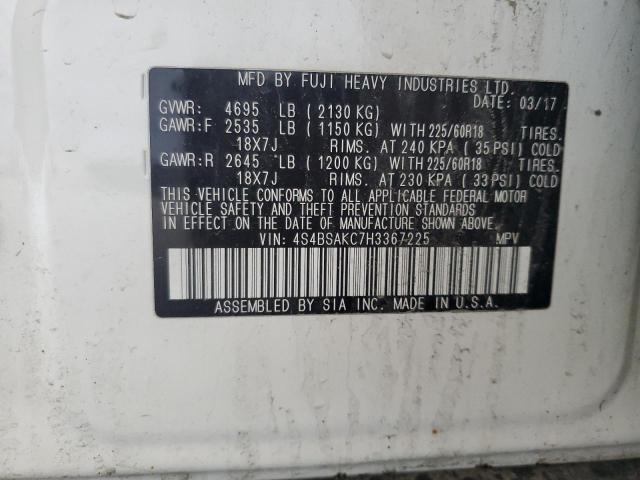 MFD BY FUJI HEAVY INDUSTRIES LTD.
DATE: 03/17
GVWR: 4695 LB ( 2130 KG)
GAWR:F 2535 LB ( 1150 KG) WITH 225/60R18 TIRES.
18X7J RIMS. AT 240 KPA ( 35 PSI) COLD
GAWR:R 2645 LB ( 1200 KG) WITH 225/60R18 TIRES.
18X7J RIMS. AT 230 KPA ( 33 PSI) COLD
THIS VEHICLE CONFORMS TO ALL APPLICABLE FEDERAL MOTOR
VEHICLE SAFETY AND THEFT PREVENTION STANDARDS
IN EFFECT ON THE DATE OF MANUFACTURE SHOWN ABOVE.
VIN: 4S4BSAKC7H3367225 MPV
ASSEMBLED BY SIA INC. MADE IN U.S.A.